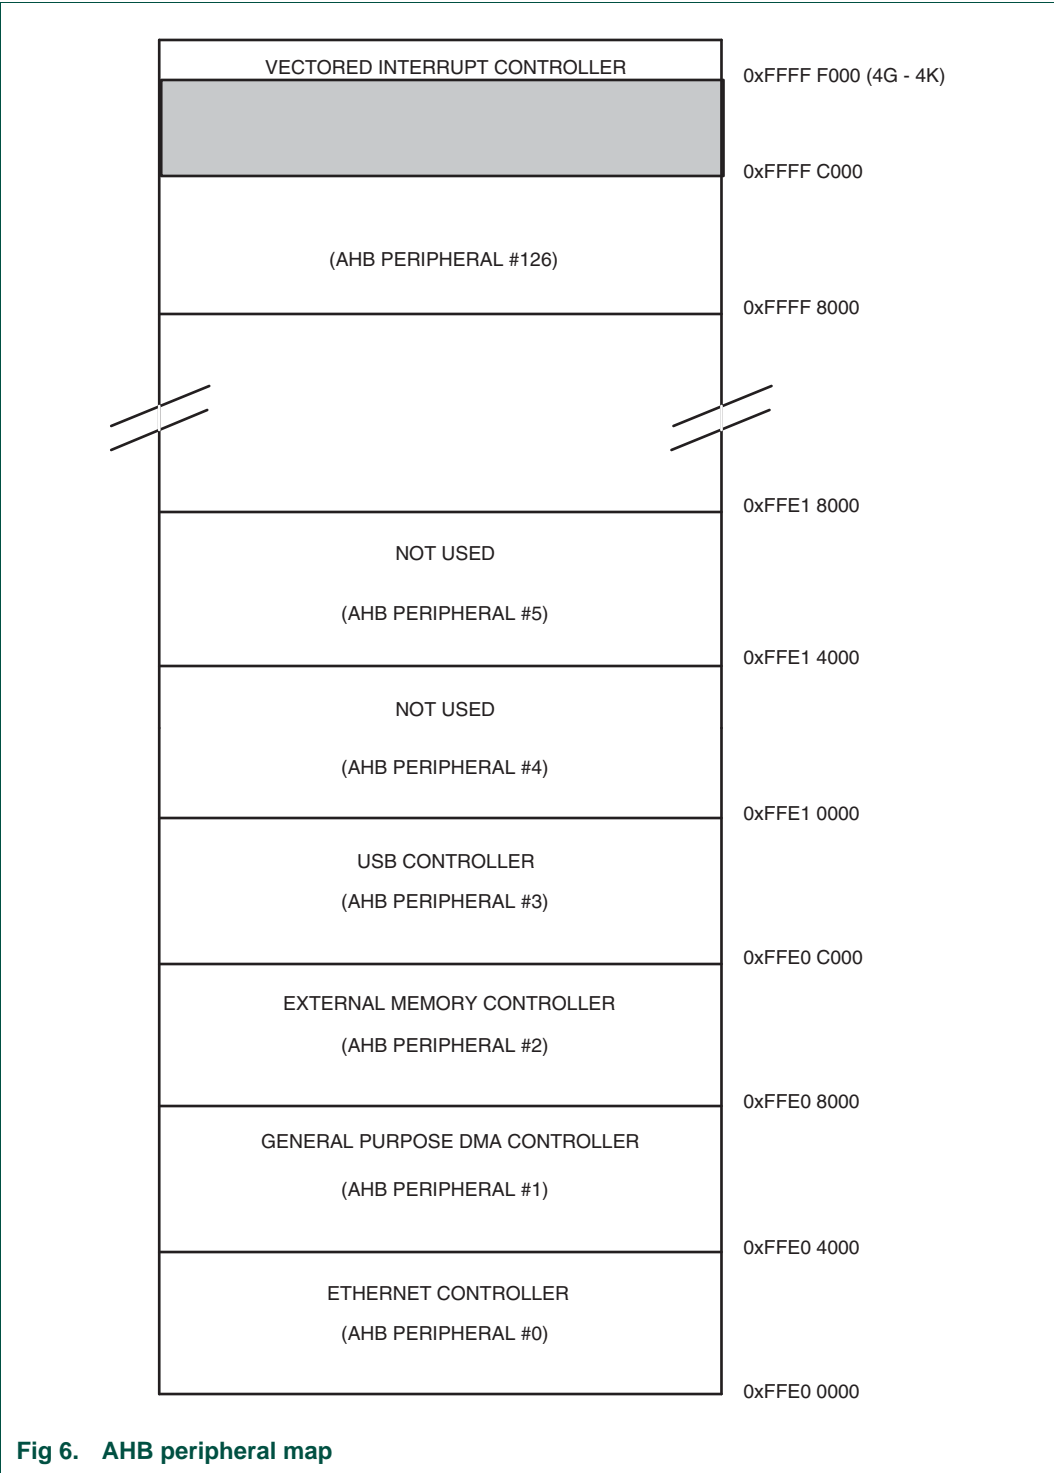 VECTORED INTERRUPT CONTROLLER
0xFFFF F000 (4G - 4K)
0xFFFF C000
(AHB PERIPHERAL #126)
0xFFFF 8000
0xFFE1 8000
NOT USED
(AHB PERIPHERAL #5)
0xFFE1 4000
NOT USED
(AHB PERIPHERAL #4)
0xFFE1 0000
USB CONTROLLER
(AHB PERIPHERAL #3)
0xFFE0 C000
EXTERNAL MEMORY CONTROLLER
(AHB PERIPHERAL #2)
0xFFE0 8000
GENERAL PURPOSE DMA CONTROLLER
(AHB PERIPHERAL #1)
0xFFE0 4000
ETHERNET CONTROLLER
(AHB PERIPHERAL #0)
0xFFE0 0000
Fig 6. AHB peripheral map